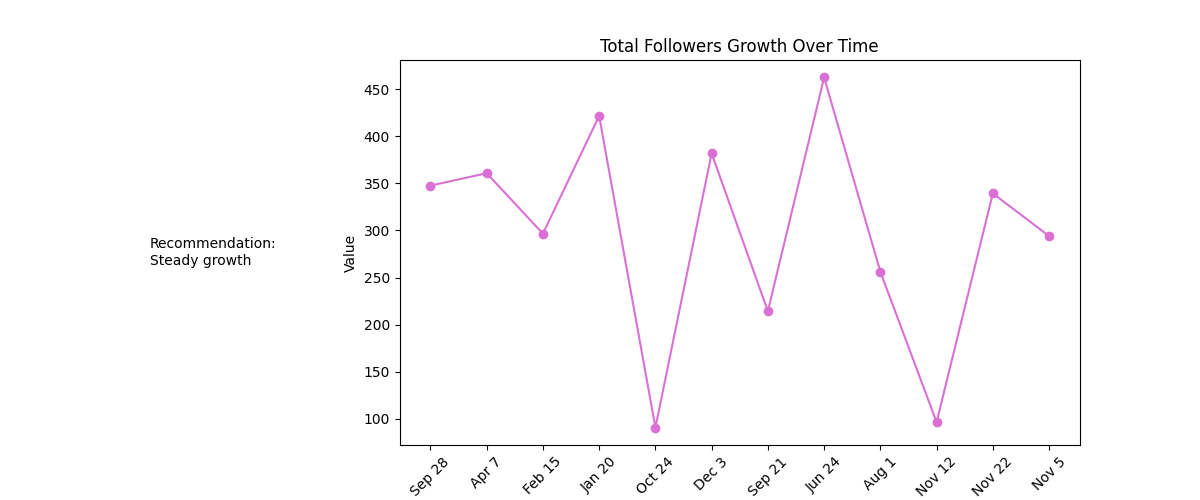 Total Followers Growth Over Time
Recommendation:
Steady growth
Value
450
400
350
300
250
200
150
100
Sep 28
Apr 7
Feb 15
Jan 20
Oct 24
Dec 3
Sep 21
Jun 24
Aug 1
Nov 12
Nov 22
Nov 5